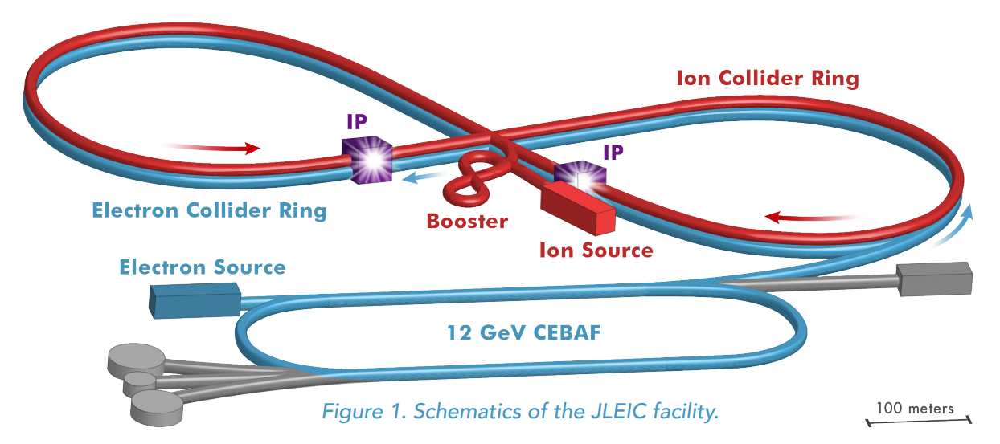 Ion Collider Ring
IP
IP
Electron Collider Ring
Booster
Ion Source
Electron Source
12 GeV CEBAF
100 meters
Figure 1. Schematics of the JLEIC facility.